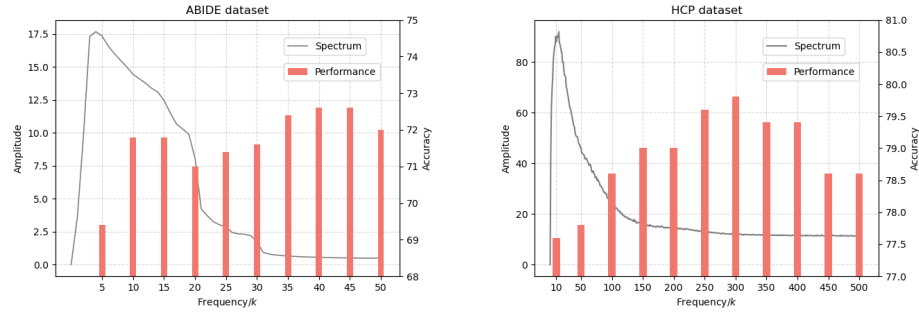 ABIDE dataset
17.5
15.0
12.5
10.0
7.5
5.0
2.5
0.0
Amplitude
Spectrum
Performance
75
74
73
72
71
70
69
68
Accuracy
5 10 15 20 25 30 35 40 45 50
Frequency/k
HCP dataset
80
60
40
20
0
Amplitude
Spectrum
Performance
81.0
80.5
80.0
79.5
79.0
78.5
78.0
77.5
77.0
Accuracy
10 50 100 150 200 250 300 350 400 450 500
Frequency/k